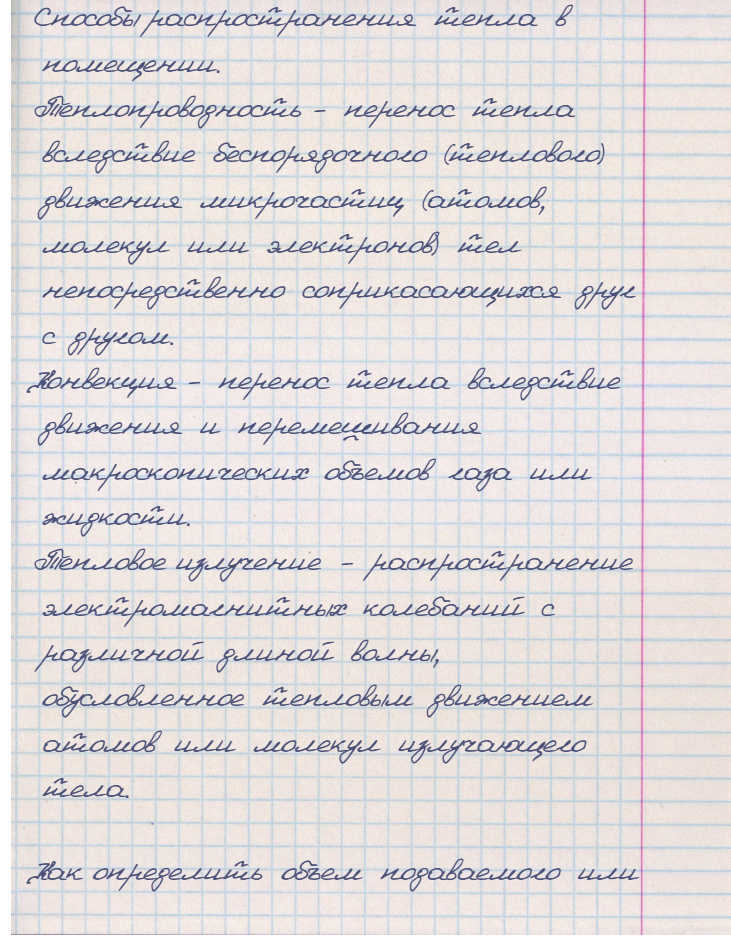 Способы распространения тепла в
помещении.
Теплопроводность - перенос тепла
вследствие беспорядочного (теплового)
движения микрочастиц (атомов,
молекул или электронов) тел
непосредственно соприкасающихся друг
с другом.
Конвекция - перенос тепла вследствие
движения и перемешивания
макроскопических объемов газа или
жидкости.
Тепловое излучение - распространение
электромагнитных колебаний с
различной длиной волны,
обусловленное тепловым движением
атомов или молекул излучающего
тела.
Как определить объем подаваемого или